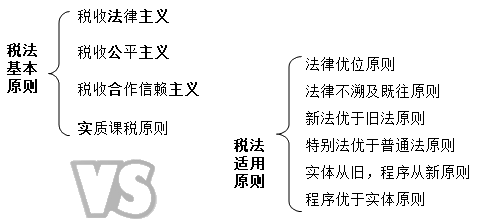 税法
基本
原则
税收法律主义
税收公平主义
税收合作信赖主义
实质课税原则
VS
税法
适用
原则
法律优位原则
法律不溯及既往原则
新法优于旧法原则
特别法优于普通法原则
实体从旧，程序从新原则
程序优于实体原则